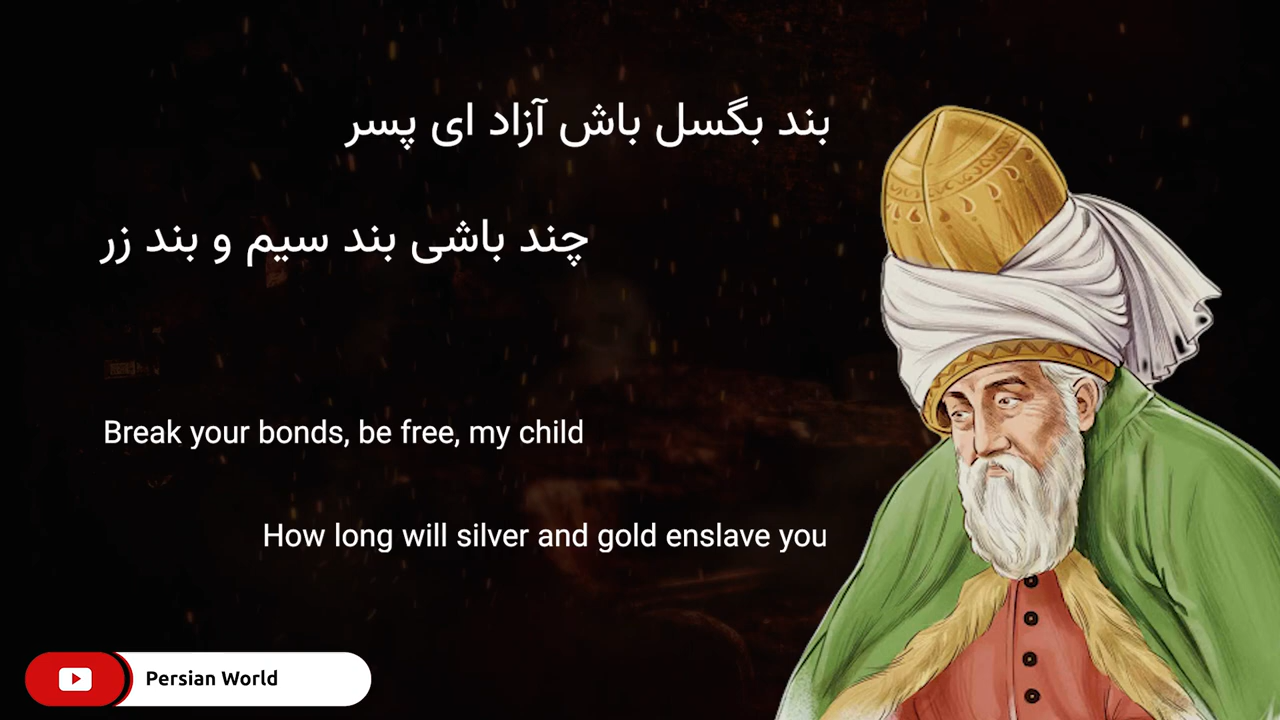 بند بگسل باش آزاد ای پسر
چند باشی بند سیم و بند زر
Break your bonds, be free, my child
How long will silver and gold enslave you
Persian World